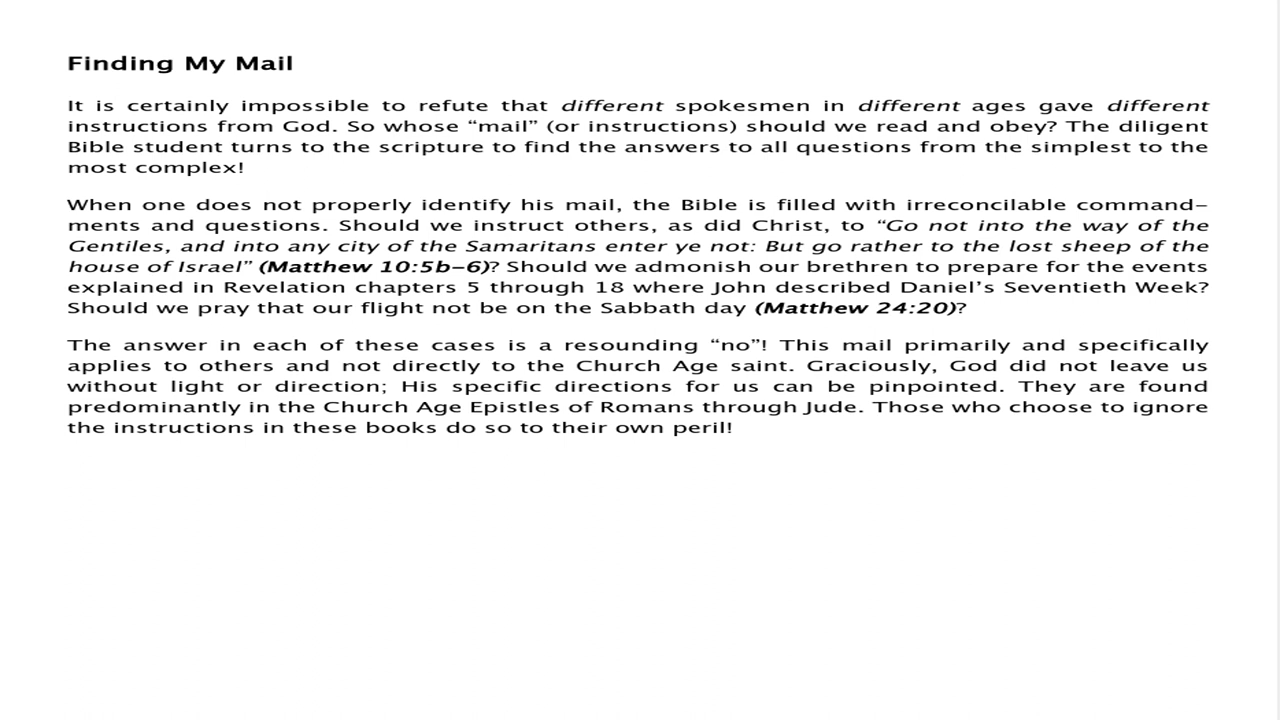 Finding My Mail
It is certainly impossible to refute that different spokesmen in different ages gave different
instructions from God. So whose “mail” (or instructions) should we read and obey? The diligent
Bible student turns to the scripture to find the answers to all questions from the simplest to the
most complex!
When one does not properly identify his mail, the Bible is filled with irreconcilable command–
ments and questions. Should we instruct others, as did Christ, to “Go not into the way of the
Gentiles, and into any city of the Samaritans enter ye not: But go rather to the lost sheep of the
house of Israel” (Matthew 10:5b–6)? Should we admonish our brethren to prepare for the events
explained in Revelation chapters 5 through 18 where John described Daniel’s Seventieth Week?
Should we pray that our flight not be on the Sabbath day (Matthew 24:20)?
The answer in each of these cases is a resounding “no”! This mail primarily and specifically
applies to others and not directly to the Church Age saint. Graciously, God did not leave us
without light or direction; His specific directions for us can be pinpointed. They are found
predominantly in the Church Age Epistles of Romans through Jude. Those who choose to ignore
the instructions in these books do so to their own peril!